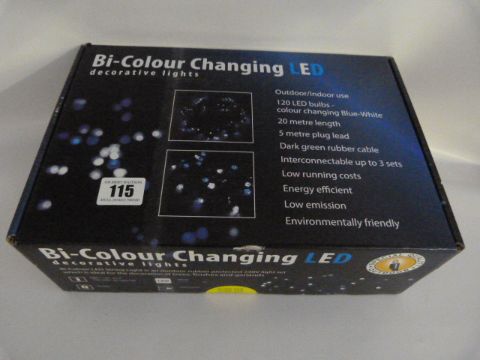 Bi-Colour Changing LED
decorative lights
Outdoor/indoor use
120 LED bulbs -
colour changing Blue-White
20 metre length
5 metre plug lead
Dark green rubber cable
Interconnectable up to 3 sets
Low running costs
Energy efficient
Low emission
Environmentally friendly
115
Bi-Colour Changing LED
decorative lights